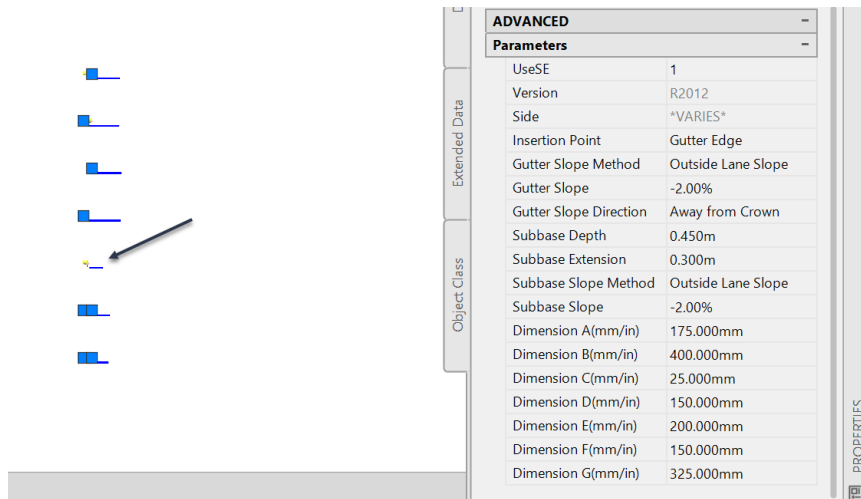 ADVANCED
Parameters
UseSE 1
Version R2012
Side *VARIES*
Insertion Point Gutter Edge
Gutter Slope Method Outside Lane Slope
Gutter Slope -2.00%
Gutter Slope Direction Away from Crown
Subbase Depth 0.450m
Subbase Extension 0.300m
Subbase Slope Method Outside Lane Slope
Subbase Slope -2.00%
Dimension A(mm/in) 175.000mm
Dimension B(mm/in) 400.000mm
Dimension C(mm/in) 25.000mm
Dimension D(mm/in) 150.000mm
Dimension E(mm/in) 200.000mm
Dimension F(mm/in) 150.000mm
Dimension G(mm/in) 325.000mm
Extended Data
Object Class
PROPERTIES